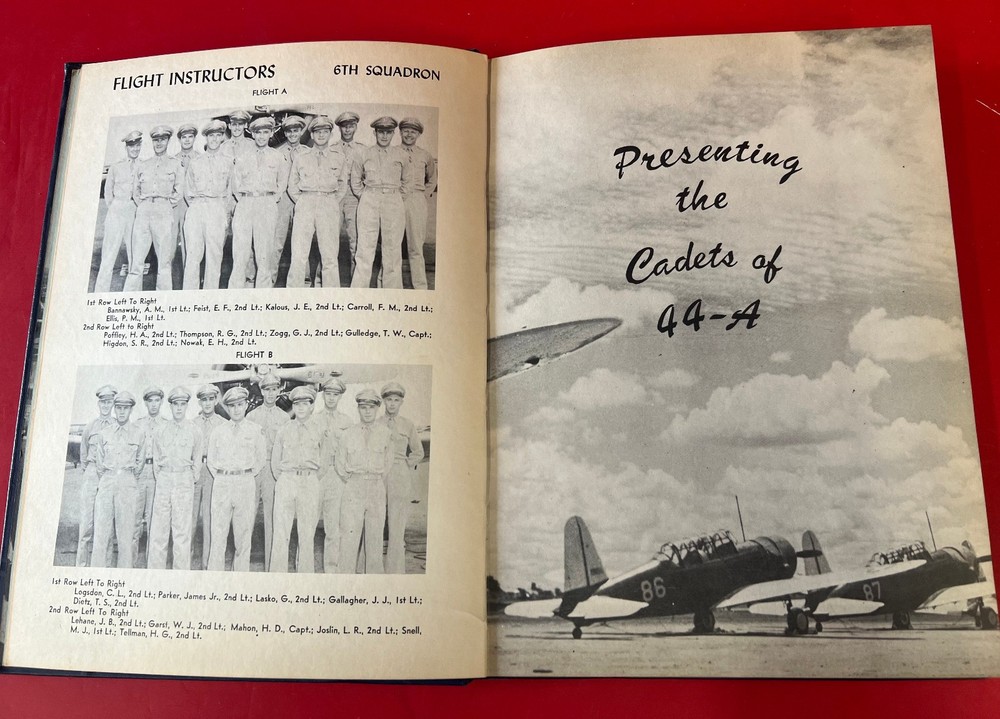 FLIGHT INSTRUCTORS 6TH SQUADRON
FLIGHT A
1st Row Left To Right
Bannawsky, A. M., 1st Lt.; Feist, E. F., 2nd Lt.; Kalous, J. E., 2nd Lt.; Carroll, F. M., 2nd Lt.;
Ellis, P. M., 1st Lt.
2nd Row Left to Right
Poffley, H. A., 2nd Lt.; Thompson, R. G., 2nd Lt.; Zogg, G. J., 2nd Lt.; Gulledge, T. W., Capt.;
Higdon, S. R., 2nd Lt.; Nowak, E. H., 2nd Lt.
FLIGHT B
1st Row Left To Right
Logsdon, C. L., 2nd Lt.; Parker, James Jr., 2nd Lt.; Lasko, G., 2nd Lt.; Gallagher, J. J., 1st Lt.;
Dietz, T. S., 2nd Lt.
2nd Row Left To Right
Lehane, J. B., 2nd Lt.; Garst, W. J., 2nd Lt.; Mahon, H. D., Capt.; Joslin, L. R., 2nd Lt.; Snell,
M. J., 1st Lt.; Tellman, H. G., 2nd Lt.
Presenting
the
Cadets of
44-A
86
87